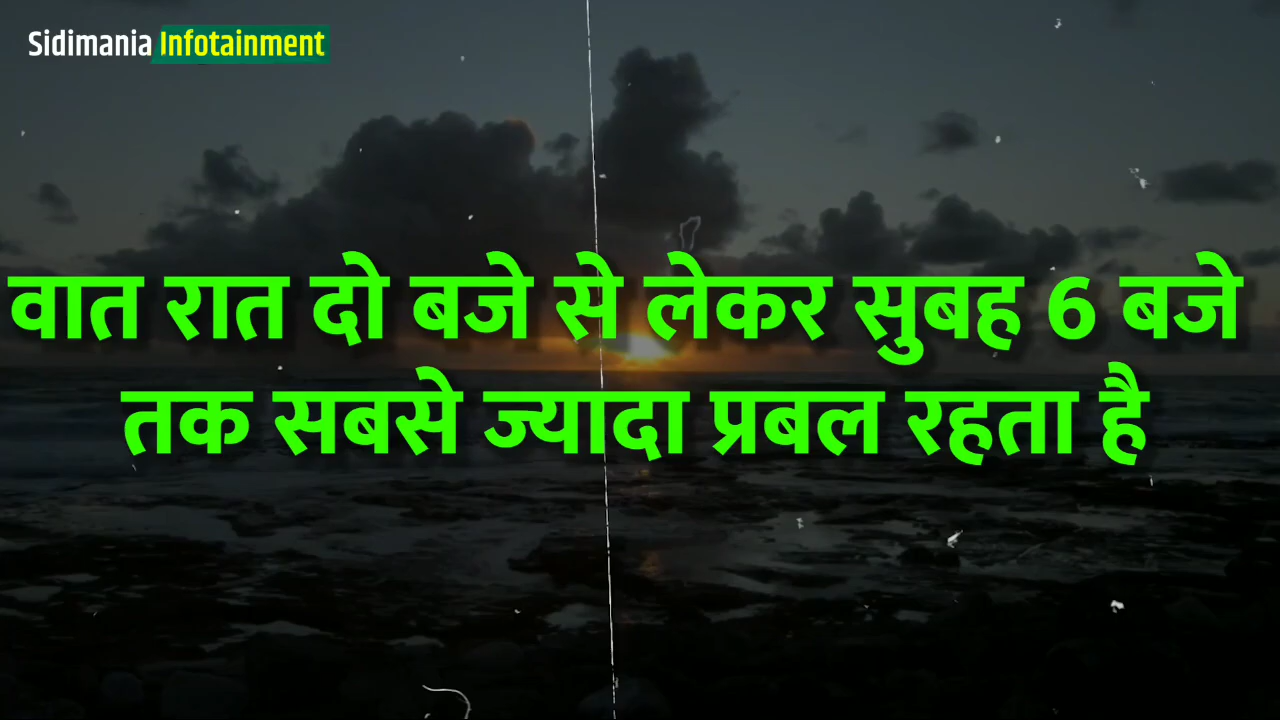 Sidimania Infotainment
वात रात दो बजे से लेकर सुबह 6 बजे
तक सबसे ज्यादा प्रबल रहता है